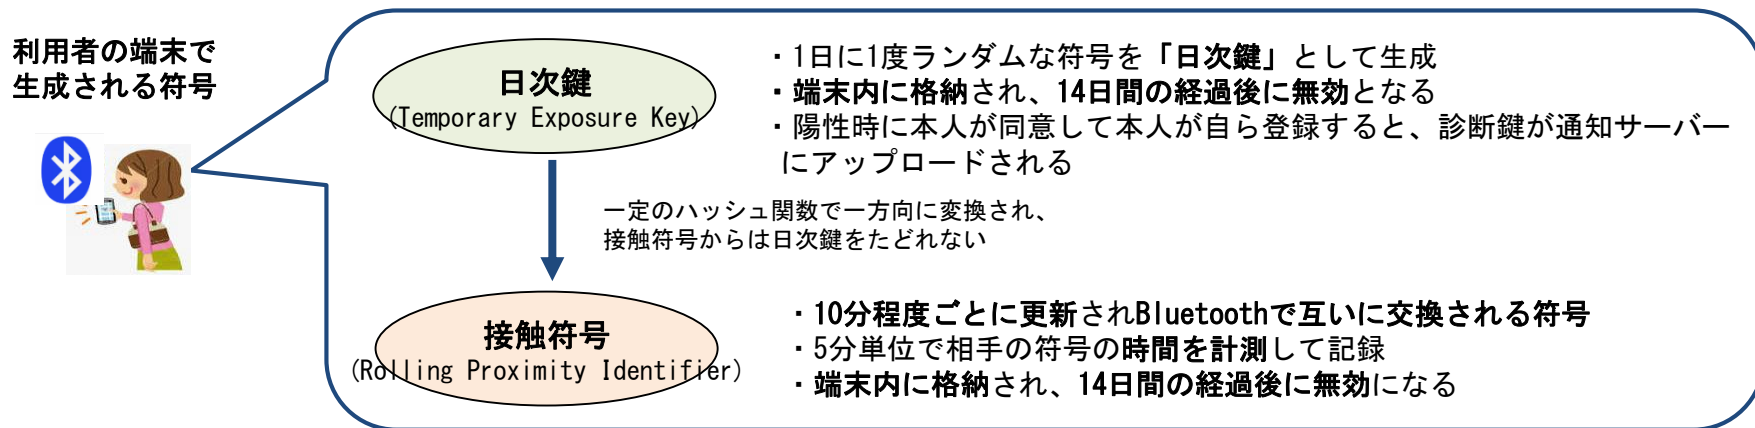 利用者の端末で
生成される符号
日次鍵
(Temporary Exposure Key)
・1日に1度ランダムな符号を「日次鍵」として生成
・端末内に格納され、14日間の経過後に無効となる
・陽性時に本人が同意して本人が自ら登録すると、診断鍵が通知サーバー
にアップロードされる
一定のハッシュ関数で一方向に変換され、
接触符号からは日次鍵をたどれない
接触符号
(Rolling Proximity Identifier)
・10分程度ごとに更新されBluetoothで互いに交換される符号
・5分単位で相手の符号の時間を計測して記録
・端末内に格納され、14日間の経過後に無効になる